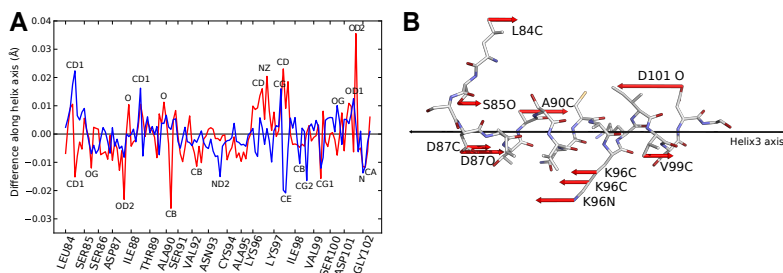 A
B
Difference along helix axis (Å)
0.04
0.03
0.02
0.01
0.00
−0.01
−0.02
−0.03
CD1
CD1
OG
O
OD2
CD1
O
CB
CB
ND2
CD
NZ
CG
CD
CE
CB
CG2
CG1
OG
OD1
OD2
N
CA
LEU84
SER85
SER86
ASP87
ILE88
THR89
ALA90
SER91
VAL92
ASN93
CYS94
ALA95
LYS96
LYS97
ILE98
VAL99
SER100
ASP101
GLY102
L84C
S85O
A90C
D101 O
Helix3 axis
D87C
D87O
V99C
K96C
K96C
K96N